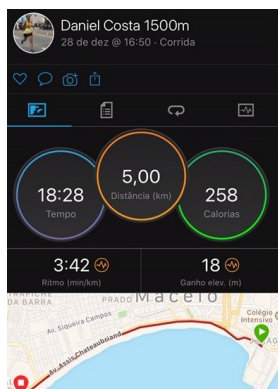 Daniel Costa 1500m
28 de dez @ 16:50 · Corrida
18:28
Tempo
5,00
Distância (km)
258
Calorias
3:42
Ritmo (min/km)
18
Ganho elev. (m)
DA BARRA
PRADO
Maceió
Av. Siqueira Campos
Av. Assis Chateaubriand
Colégio
Intensivo